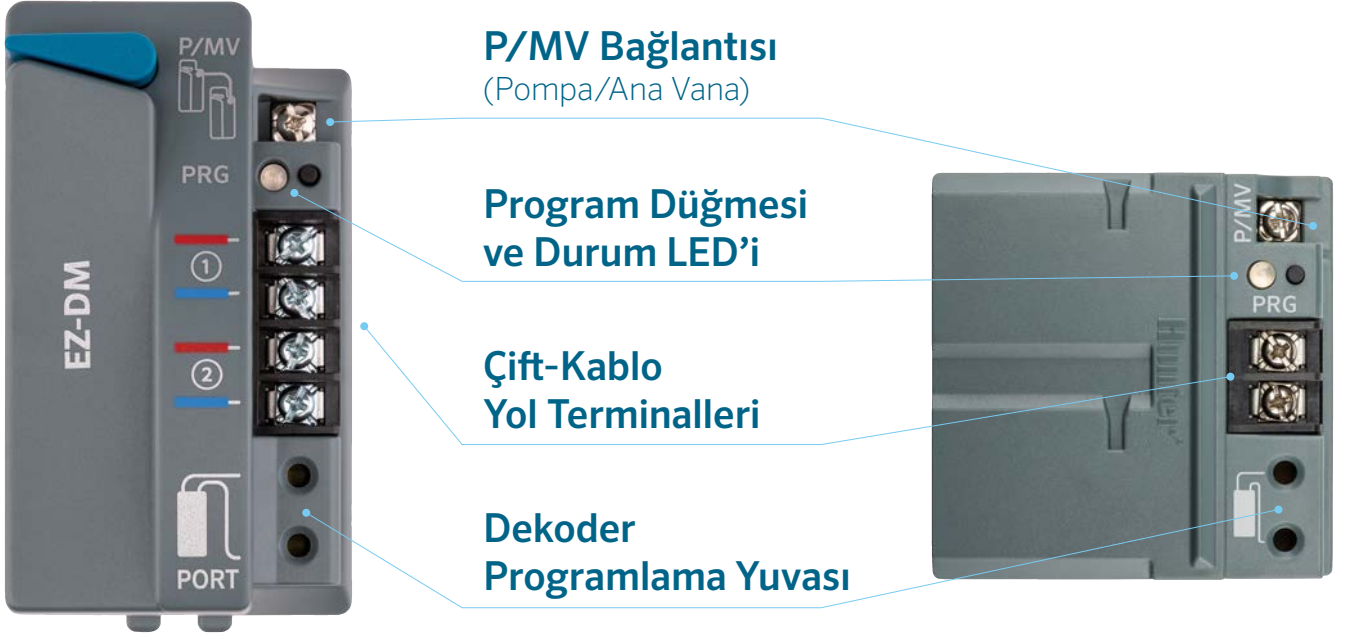 P/MV
PRG
1
2
EZ-DM
PORT
P/MV Bağlantısı
(Pompa/Ana Vana)
Program Düğmesi
ve Durum LED’i
Çift-Kablo
Yol Terminalleri
Dekoder
Programlama Yuvası
P/MV
PRG
Hunter